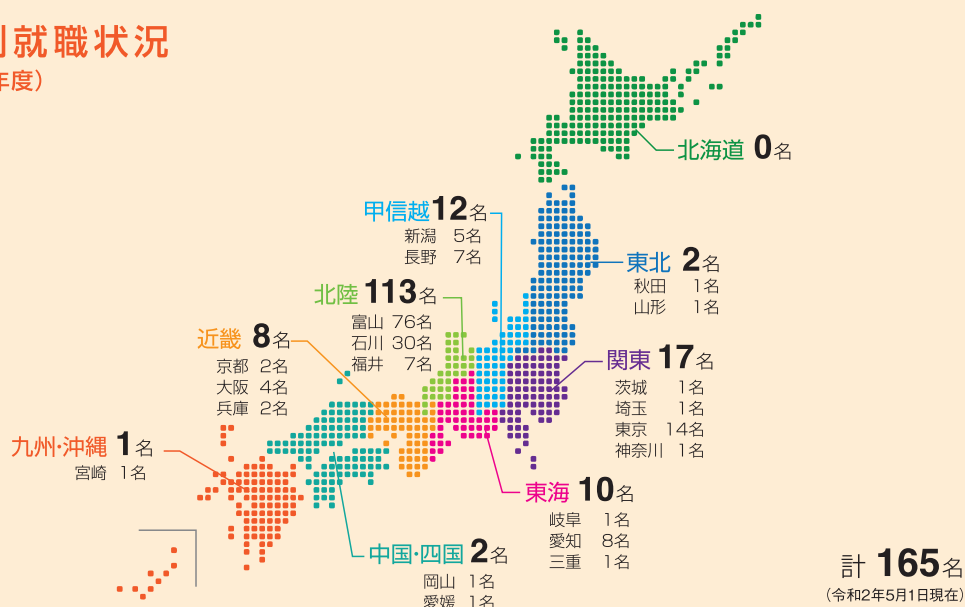 就職状況
年度）
北海道 0名
甲信越12名
新潟 5名
長野 7名
東北 2名
秋田 1名
山形 1名
北陸 113名
富山 76名
石川 30名
福井 7名
近畿 8名
京都 2名
大阪 4名
兵庫 2名
関東 17名
茨城 1名
埼玉 1名
東京 14名
神奈川 1名
九州・沖縄 1名
宮崎 1名
東海 10名
岐阜 1名
愛知 8名
三重 1名
中国・四国 2名
岡山 1名
愛媛 1名
計 165名
（令和2年5月1日現在）